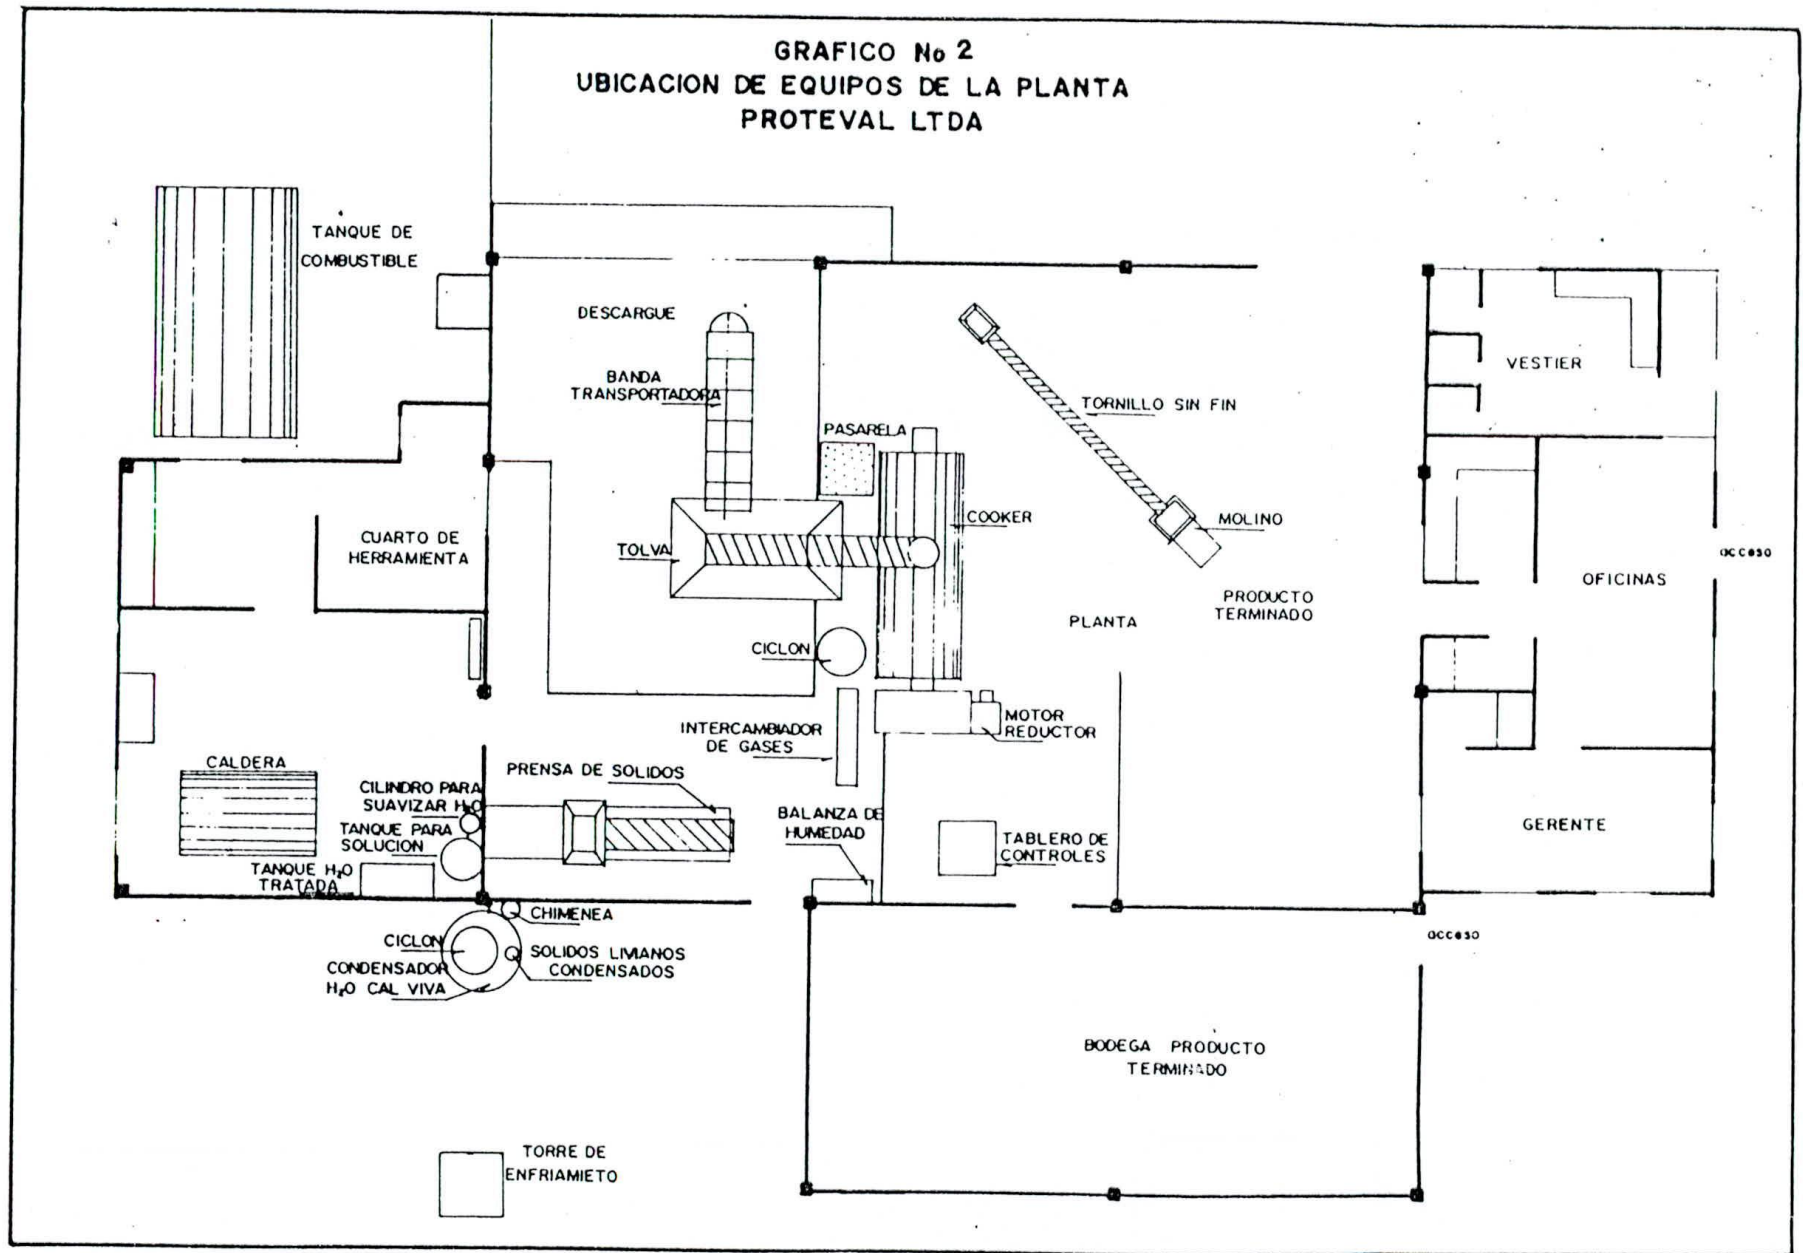 GRAFICO No 2
UBICACION DE EQUIPOS DE LA PLANTA
PROTEVAL LTDA
TANQUE DE
COMBUSTIBLE
DESCARGUE
BANDA
TRANSPORTADORA
PASARELA
TORNILLO SIN FIN
VESTIER
CUARTO DE
HERRAMIENTA
TOLVA
COOKER
MOLINO
acceso
OFICINAS
PRODUCTO
TERMINADO
PLANTA
CICLON
INTERCAMBIADOR
DE GASES
MOTOR
REDUCTOR
CALDERA
PRENSA DE SOLIDOS
CILINDRO PARA
SUAVIZAR H₂O
TANQUE PARA
SOLUCION
TANQUE H₂O
TRATADA
BALANZA DE
HUMEDAD
TABLERO DE
CONTROLES
GERENTE
CHIMENEA
CICLON
SOLIDOS LIVIANOS
CONDENSADOS
CONDENSADOR
H₂O CAL VIVA
acceso
BODEGA PRODUCTO
TERMINADO
TORRE DE
ENFRIAMIETO